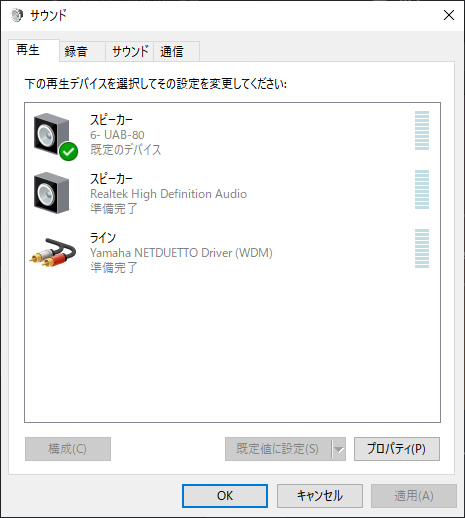 サウンド
再生 録音 サウンド 通信
下の再生デバイスを選択してその設定を変更してください:
スピーカー
6- UAB-80
既定のデバイス
スピーカー
Realtek High Definition Audio
準備完了
ライン
Yamaha NETDUETTO Driver (WDM)
準備完了
構成(C) 既定値に設定(S) プロパティ(P)
OK キャンセル 適用(A)